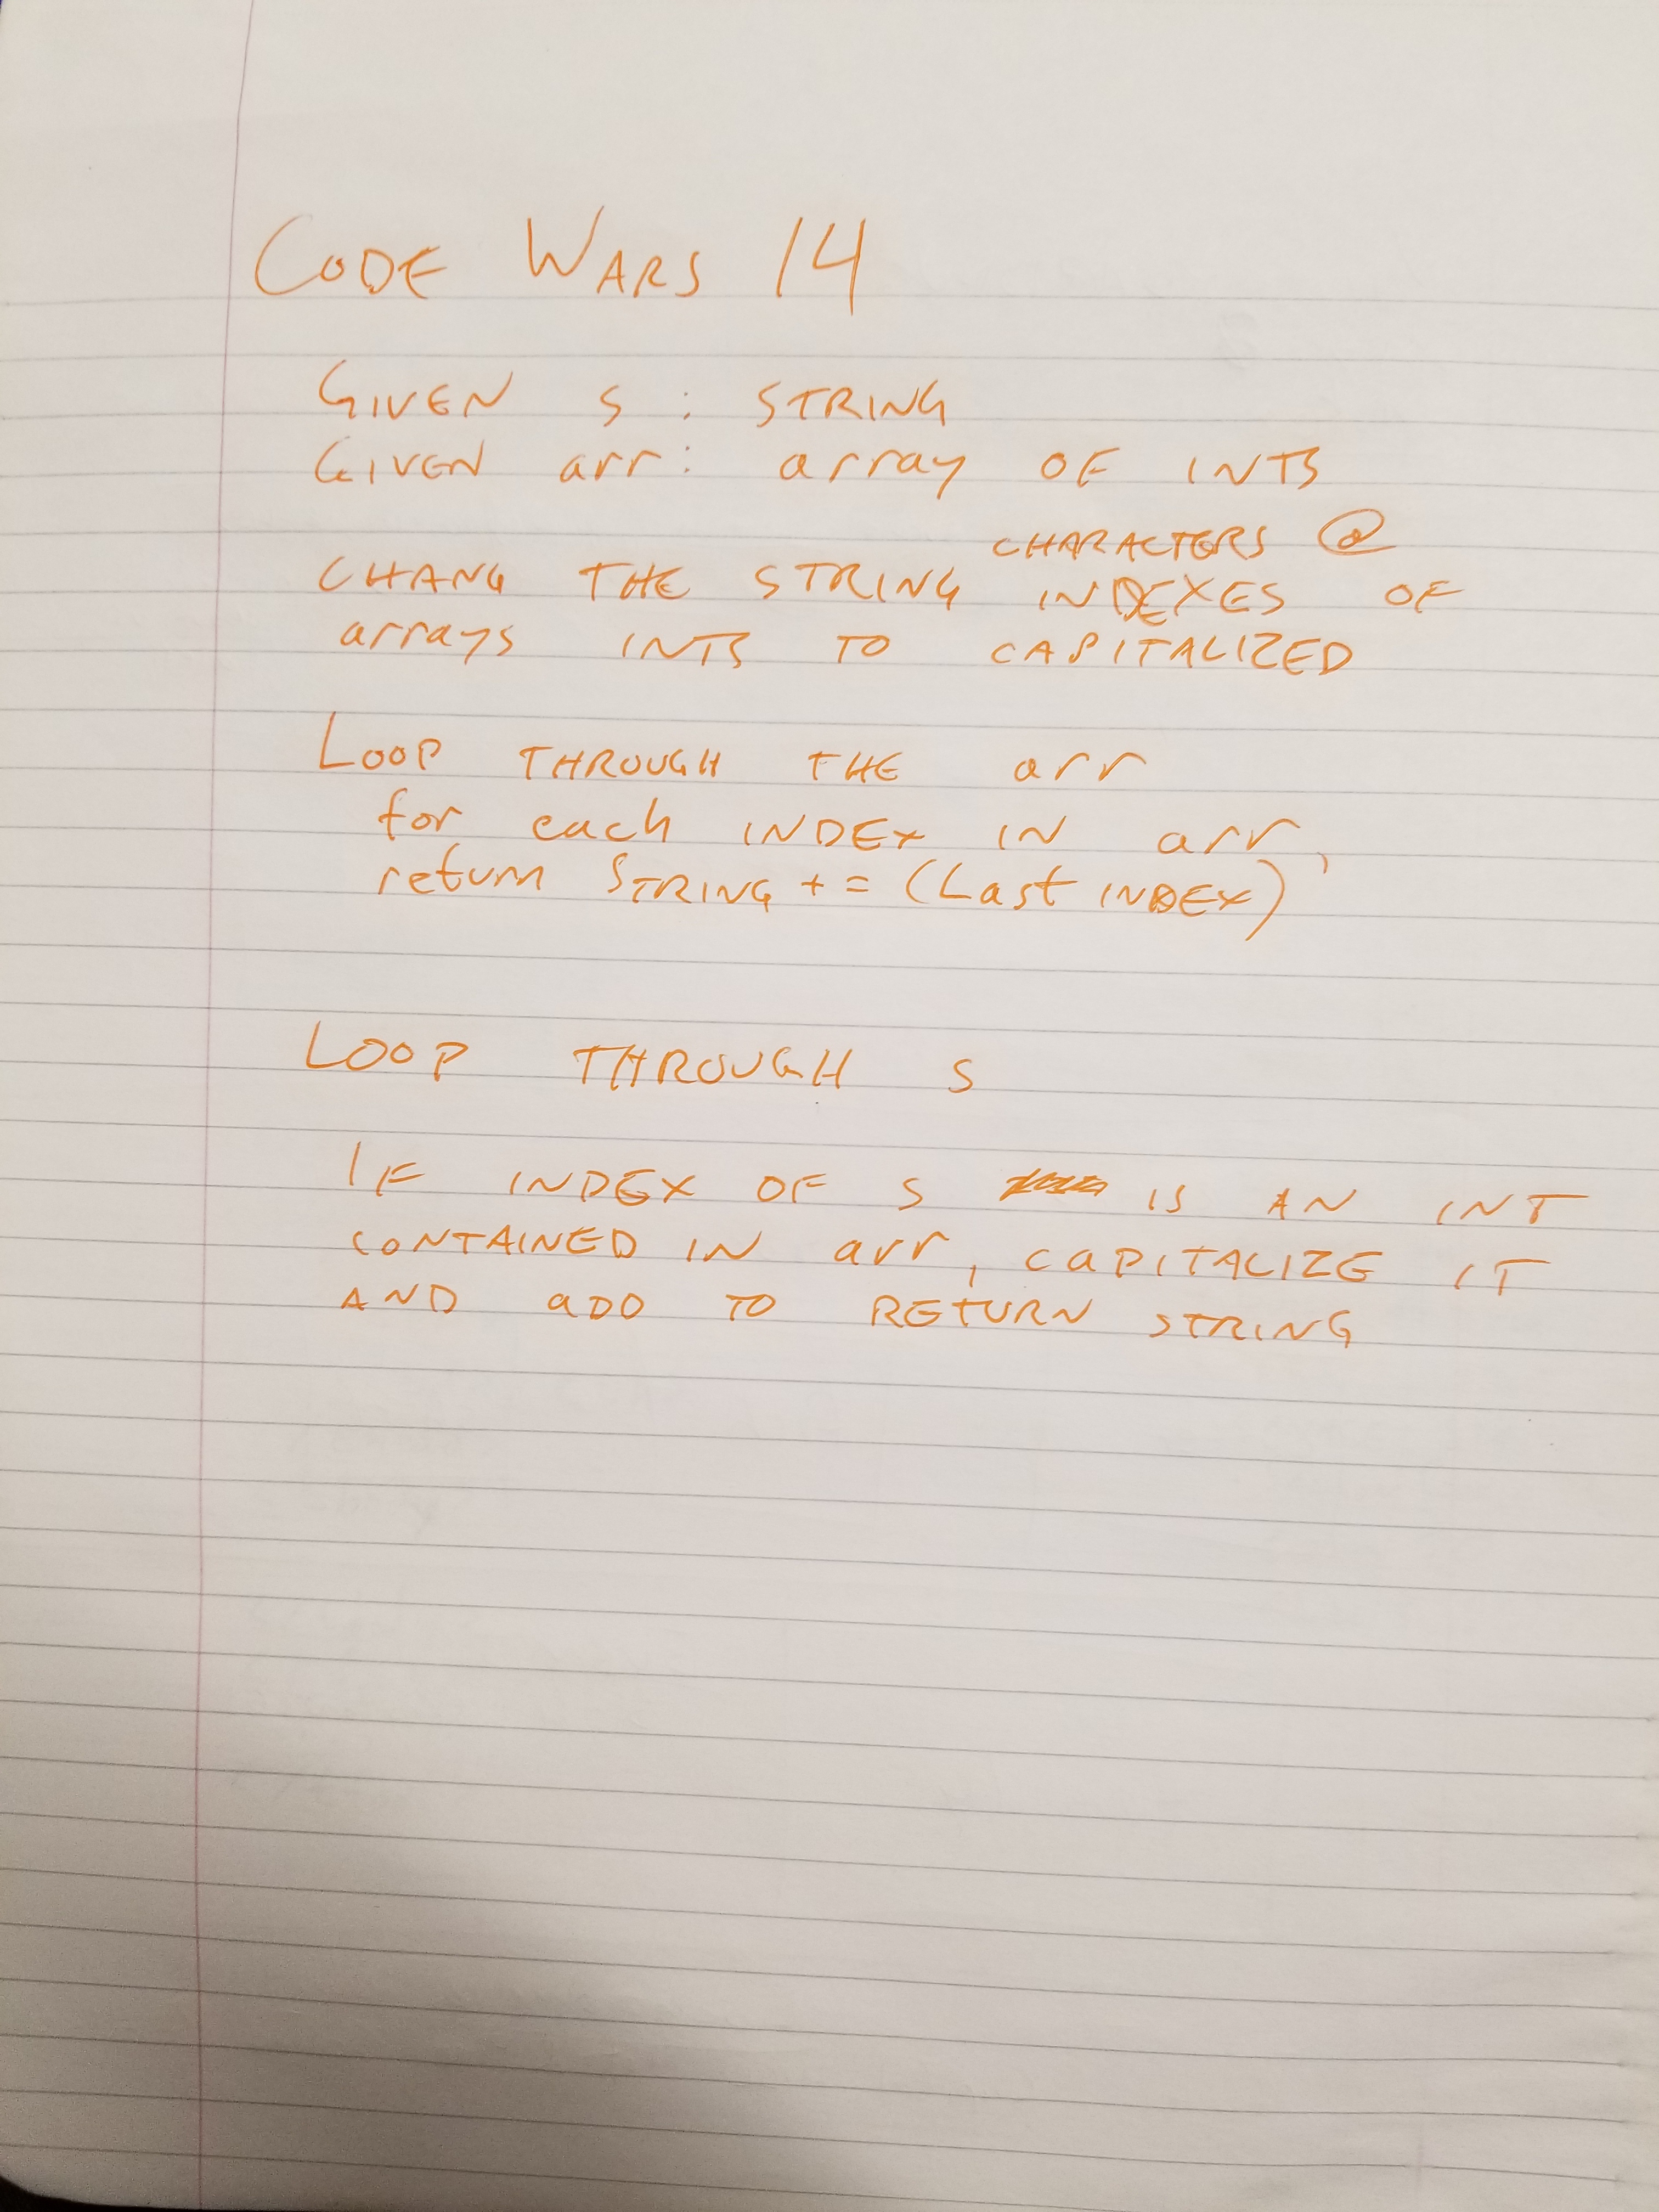 CODE WARS 14
GIVEN s : STRING
GIVEN arr: array OF INTS
CHARACTERS @
CHANG THE STRING INDEXES OF
arrays INTS TO CAPITALIZED
LOOP THROUGH THE arr
for each INDEX IN arr,
return STRING += (Last INDEX)
LOOP THROUGH S
IF INDEX OF S IS AN INT
CONTAINED IN arr, CaPITALIZE IT
AND aDD TO RETURN STRING